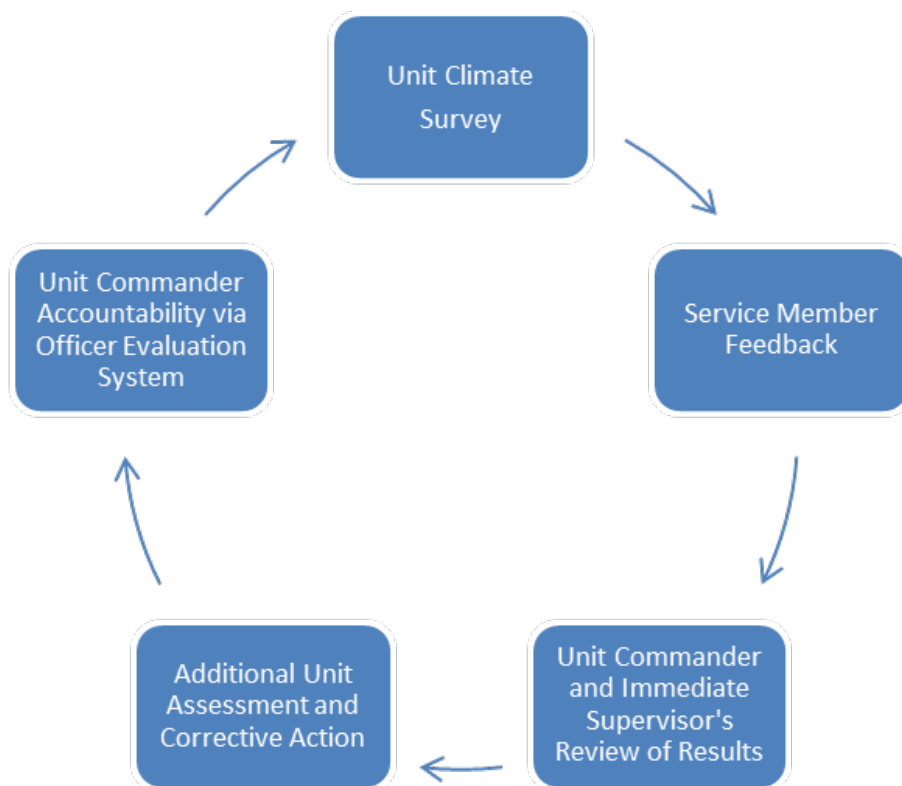 Unit Climate
Survey
Service Member
Feedback
Unit Commander
and Immediate
Supervisor's
Review of Results
Additional Unit
Assessment and
Corrective Action
Unit Commander
Accountability via
Officer Evaluation
System